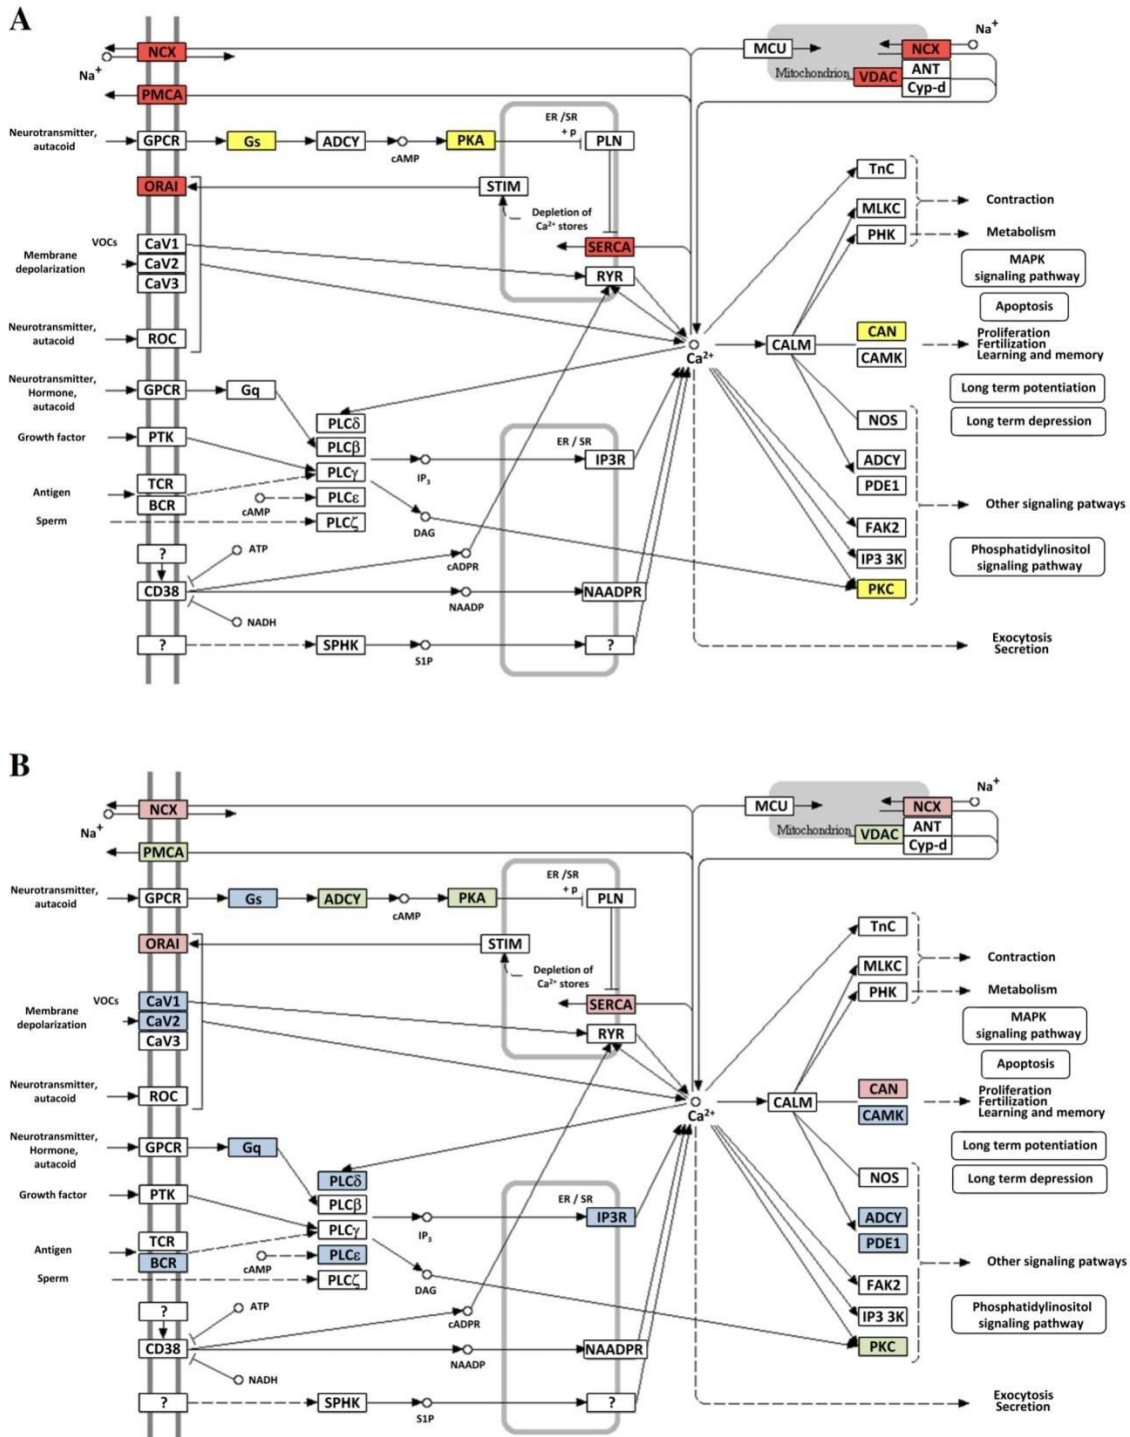 A
NCX
Na+
PMCA
Neurotransmitter,
autacoid
GPCR
Gs
ADCY
cAMP
PKA
ER /SR
+ p
PLN
ORAI
STIM
Depletion of
Ca2+ stores
SERCA
RYR
VOCs
Membrane
depolarization
CaV1
CaV2
CaV3
Neurotransmitter,
autacoid
ROC
Neurotransmitter,
Hormone,
autacoid
GPCR
Gq
Growth factor
PTK
Antigen
TCR
BCR
Sperm
PLCδ
PLCβ
PLCγ
PLCε
PLCζ
cAMP
IP3
DAG
ER / SR
IP3R
?
CD38
ATP
NADH
cADPR
NAADP
NAADPR
?
SPHK
S1P
?
MCU
Mitochondrion
NCX
Na+
VDAC
ANT
Cyp-d
Ca2+
CALM
TnC
MLKC
PHK
CAN
CAMK
NOS
ADCY
PDE1
FAK2
IP3 3K
PKC
Contraction
Metabolism
MAPK
signaling pathway
Apoptosis
Proliferation
Fertilization
Learning and memory
Long term potentiation
Long term depression
Other signaling patways
Phosphatidylinositol
signaling pathway
Exocytosis
Secretion
B
NCX
Na+
PMCA
Neurotransmitter,
autacoid
GPCR
Gs
ADCY
cAMP
PKA
ER /SR
+ p
PLN
ORAI
STIM
Depletion of
Ca2+ stores
SERCA
RYR
VOCs
Membrane
depolarization
CaV1
CaV2
CaV3
Neurotransmitter,
autacoid
ROC
Neurotransmitter,
Hormone,
autacoid
GPCR
Gq
Growth factor
PTK
Antigen
TCR
BCR
Sperm
PLCδ
PLCβ
PLCγ
PLCε
PLCζ
cAMP
IP3
DAG
ER / SR
IP3R
?
CD38
ATP
NADH
cADPR
NAADP
NAADPR
?
SPHK
S1P
?
MCU
Mitochondrion
NCX
Na+
VDAC
ANT
Cyp-d
Ca2+
CALM
TnC
MLKC
PHK
CAN
CAMK
NOS
ADCY
PDE1
FAK2
IP3 3K
PKC
Contraction
Metabolism
MAPK
signaling pathway
Apoptosis
Proliferation
Fertilization
Learning and memory
Long term potentiation
Long term depression
Other signaling patways
Phosphatidylinositol
signaling pathway
Exocytosis
Secretion